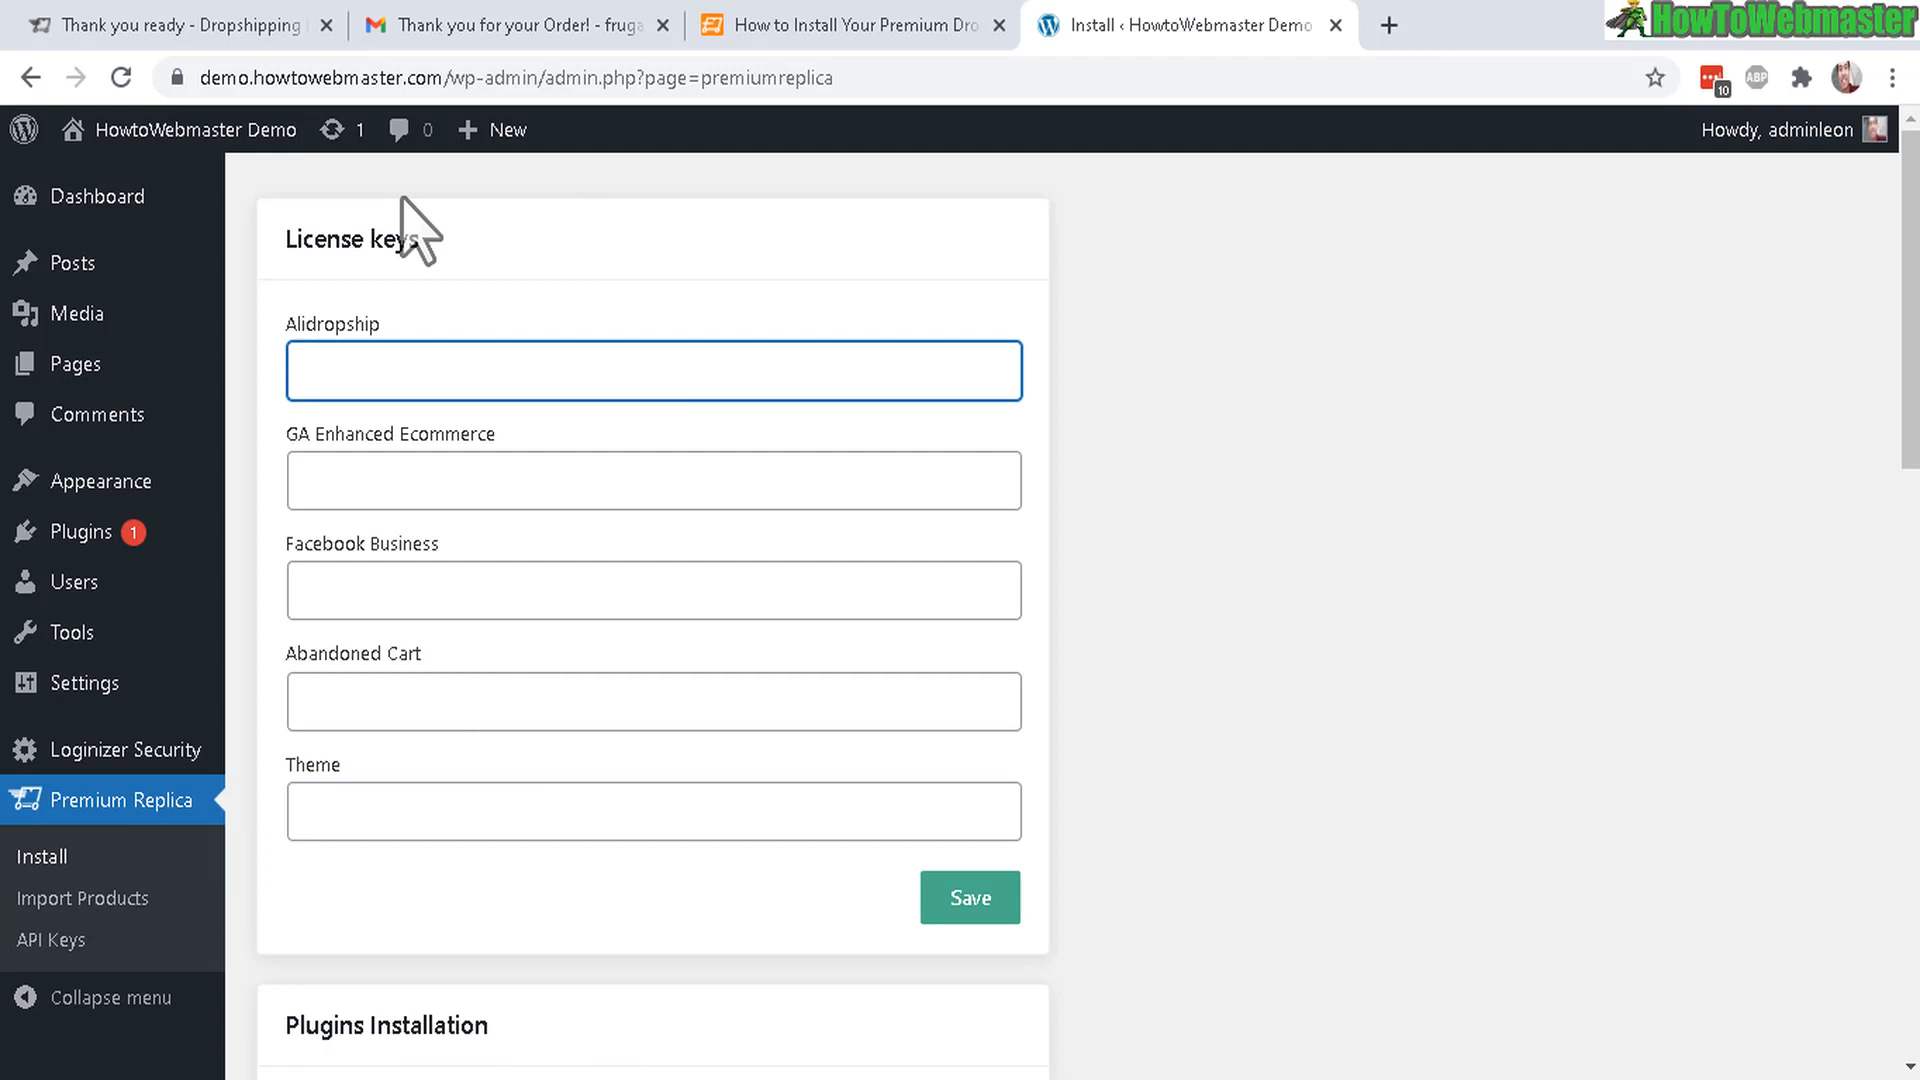 Thank you ready - Dropshipping
Thank you for your Order! - fruga
How to Install Your Premium Dro
Install ‹ HowtoWebmaster Demo
HowToWebmaster
demo.howtowebmaster.com/wp-admin/admin.php?page=premiumreplica
10
ABP
HowtoWebmaster Demo
1
0
New
Howdy, adminleon
Dashboard
Posts
Media
Pages
Comments
Appearance
Plugins 1
Users
Tools
Settings
Loginizer Security
Premium Replica
Install
Import Products
API Keys
Collapse menu
License keys
Alidropship
GA Enhanced Ecommerce
Facebook Business
Abandoned Cart
Theme
Save
Plugins Installation